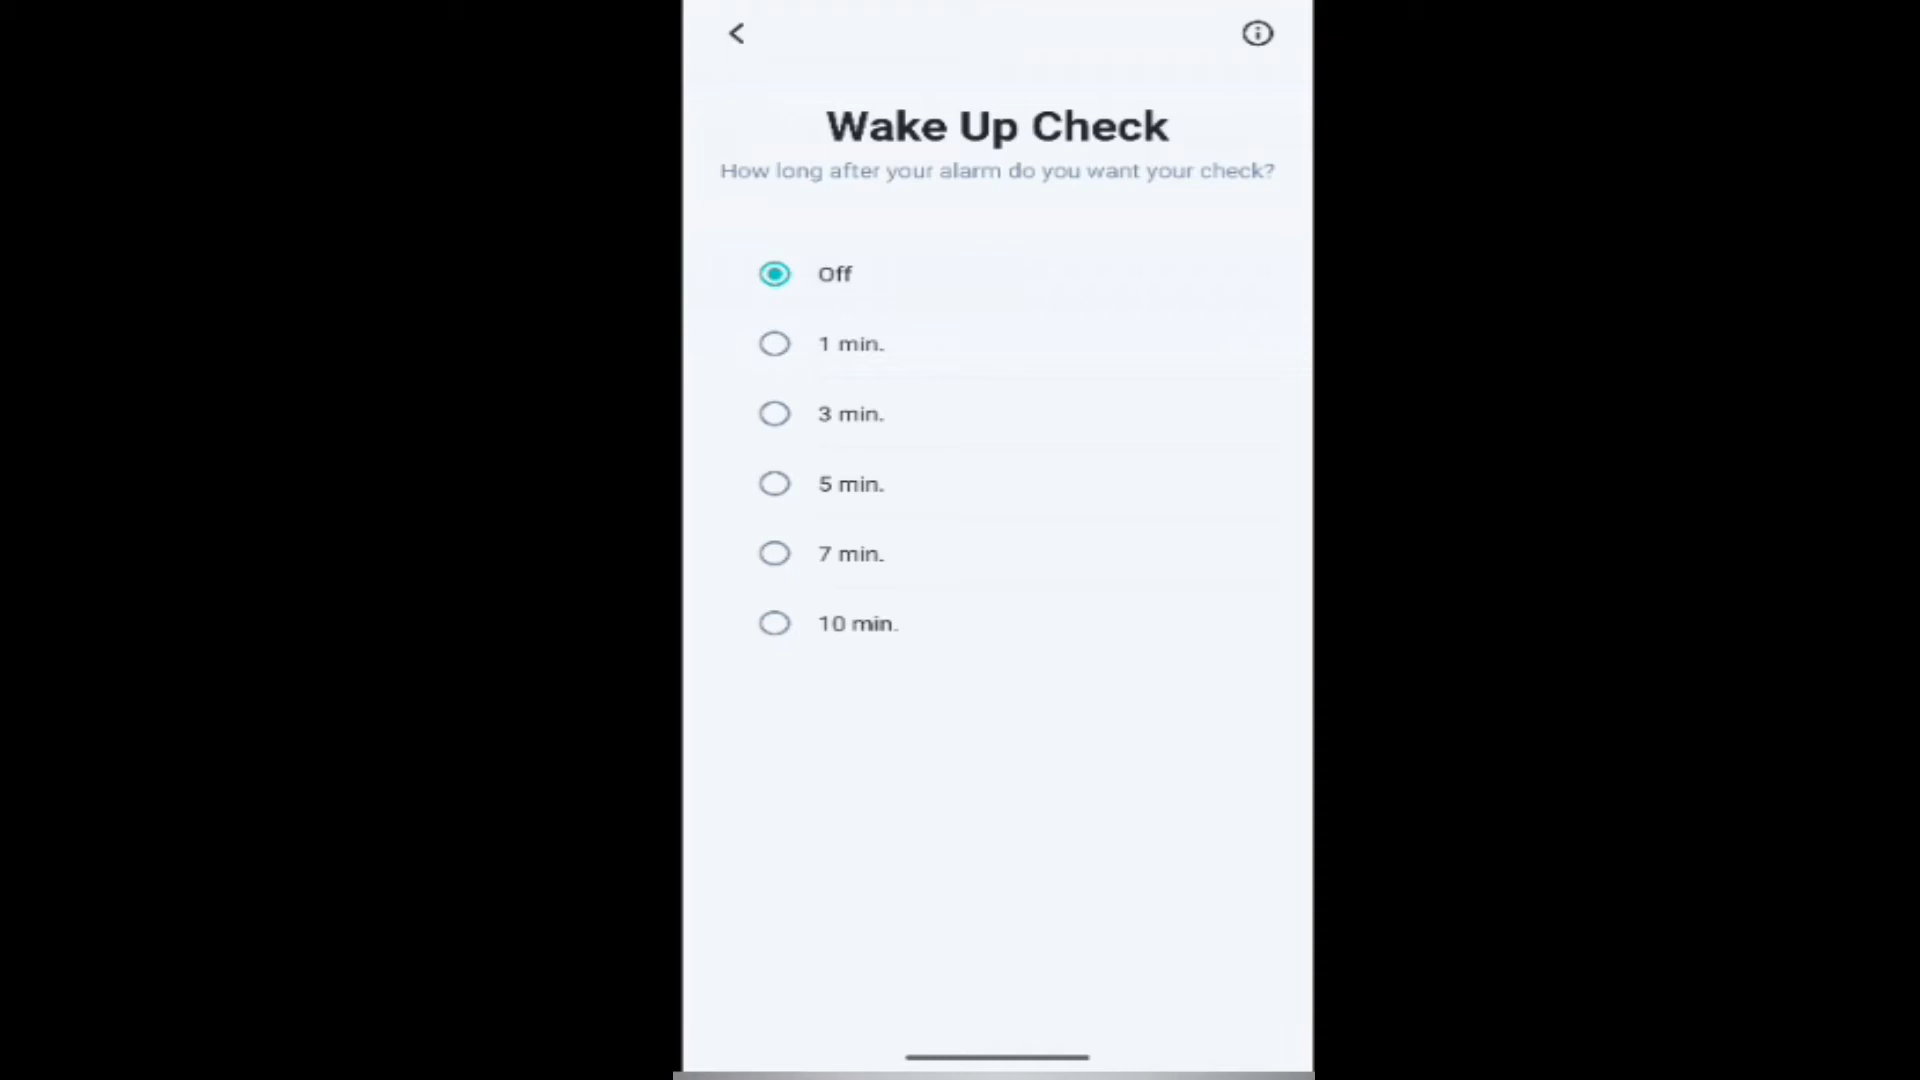 Wake Up Check
How long after your alarm do you want your check?
Off
1 min.
3 min.
5 min.
7 min.
10 min.